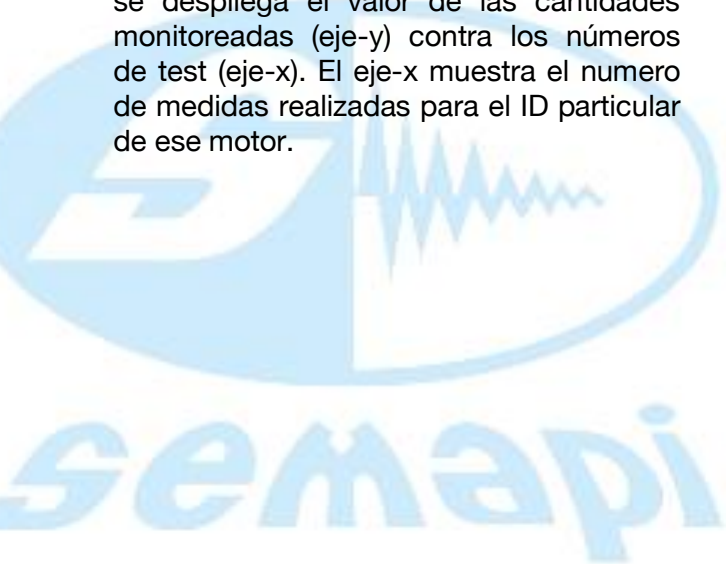 se despliega el valor de las cantidades
monitoreadas (eje-y) contra los números
de test (eje-x). El eje-x muestra el numero
de medidas realizadas para el ID particular
de ese motor.
semapi